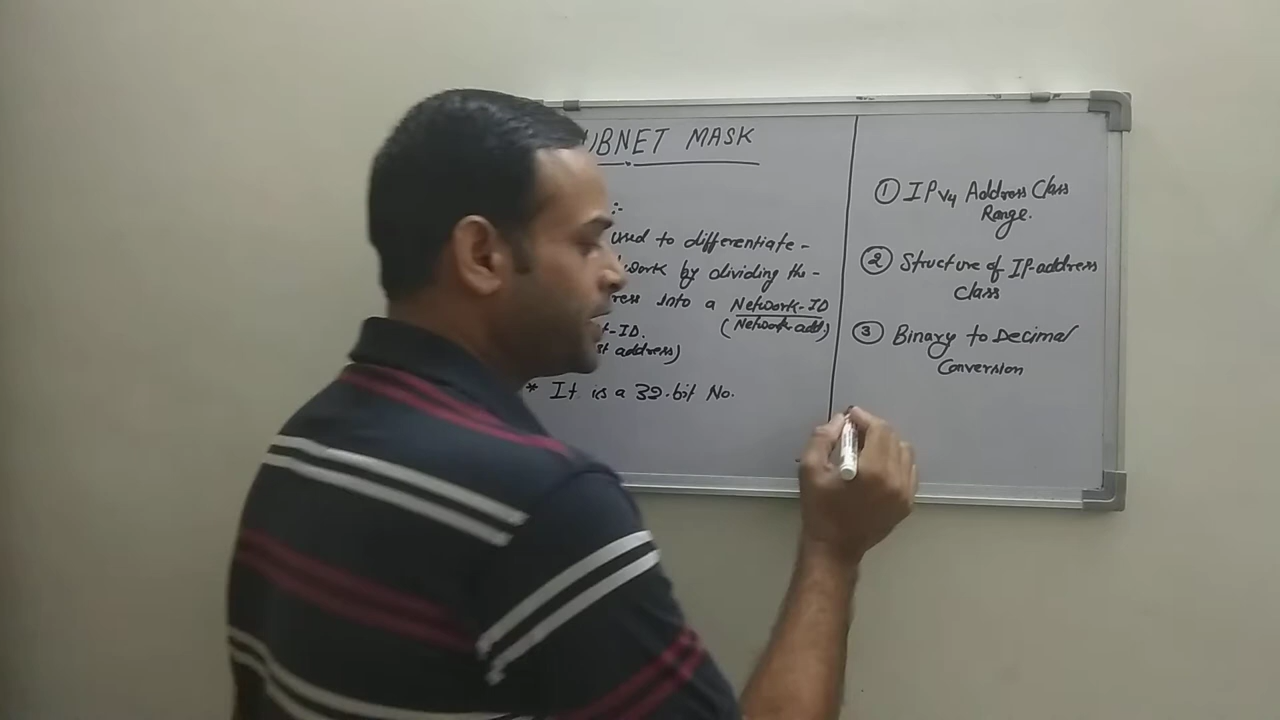 UBNET MASK
:-
used to differentiate -
work by dividing the -
ress into a Network-ID
t-ID. (Network add.)
st address)
* It is a 32-bit No.
① IPv4 Address Class
Range.
② Structure of IP-address
Class
③ Binary to Decimal
Conversion